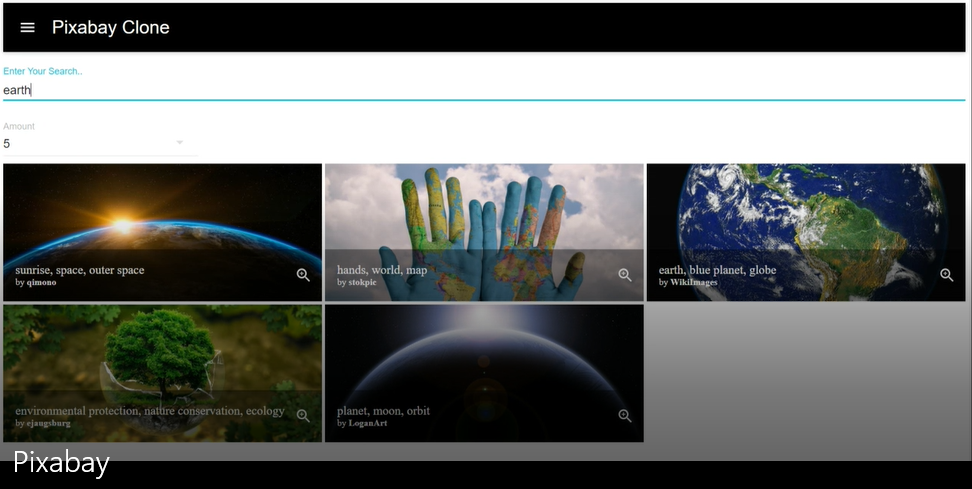 Pixabay Clone
Enter Your Search..
earth
Amount
5
sunrise, space, outer space
by qimono
hands, world, map
by stokpic
earth, blue planet, globe
by WikiImages
environmental protection, nature conservation, ecology
by ejaugsburg
planet, moon, orbit
by LoganArt
Pixabay